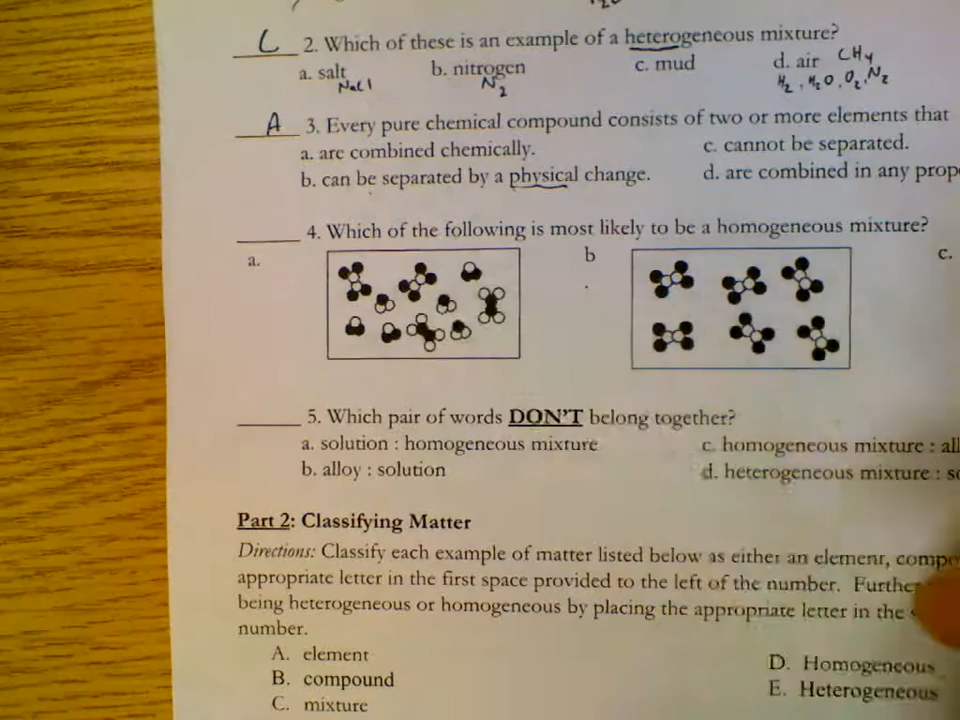 C 2. Which of these is an example of a heterogeneous mixture?
a. salt b. nitrogen c. mud d. air CH4
NaCl N2 H2, H2O, O2, N2
A 3. Every pure chemical compound consists of two or more elements that
a. are combined chemically. c. cannot be separated.
b. can be separated by a physical change. d. are combined in any prop
4. Which of the following is most likely to be a homogeneous mixture?
a. b c.
5. Which pair of words DON'T belong together?
a. solution : homogeneous mixture c. homogeneous mixture : all
b. alloy : solution d. heterogeneous mixture : so
Part 2: Classifying Matter
Directions: Classify each example of matter listed below as either an element, compo
appropriate letter in the first space provided to the left of the number. Further
being heterogeneous or homogeneous by placing the appropriate letter in the
number.
A. element D. Homogeneous
B. compound E. Heterogeneous
C. mixture